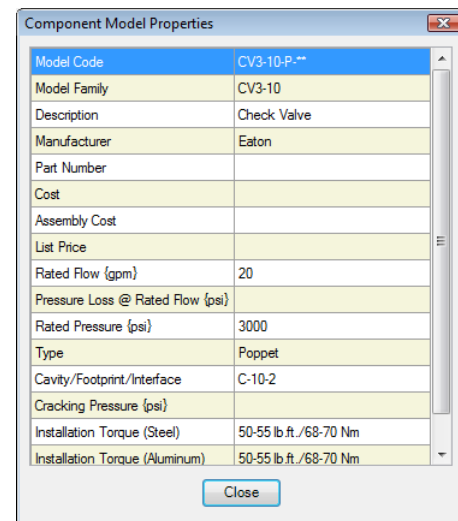 Component Model Properties
Model Code CV3-10-P-**
Model Family CV3-10
Description Check Valve
Manufacturer Eaton
Part Number
Cost
Assembly Cost
List Price
Rated Flow {gpm} 20
Pressure Loss @ Rated Flow {psi}
Rated Pressure {psi} 3000
Type Poppet
Cavity/Footprint/Interface C-10-2
Cracking Pressure {psi}
Installation Torque (Steel) 50-55 lb.ft./68-70 Nm
Installation Torque (Aluminum) 50-55 lb.ft./68-70 Nm
Close